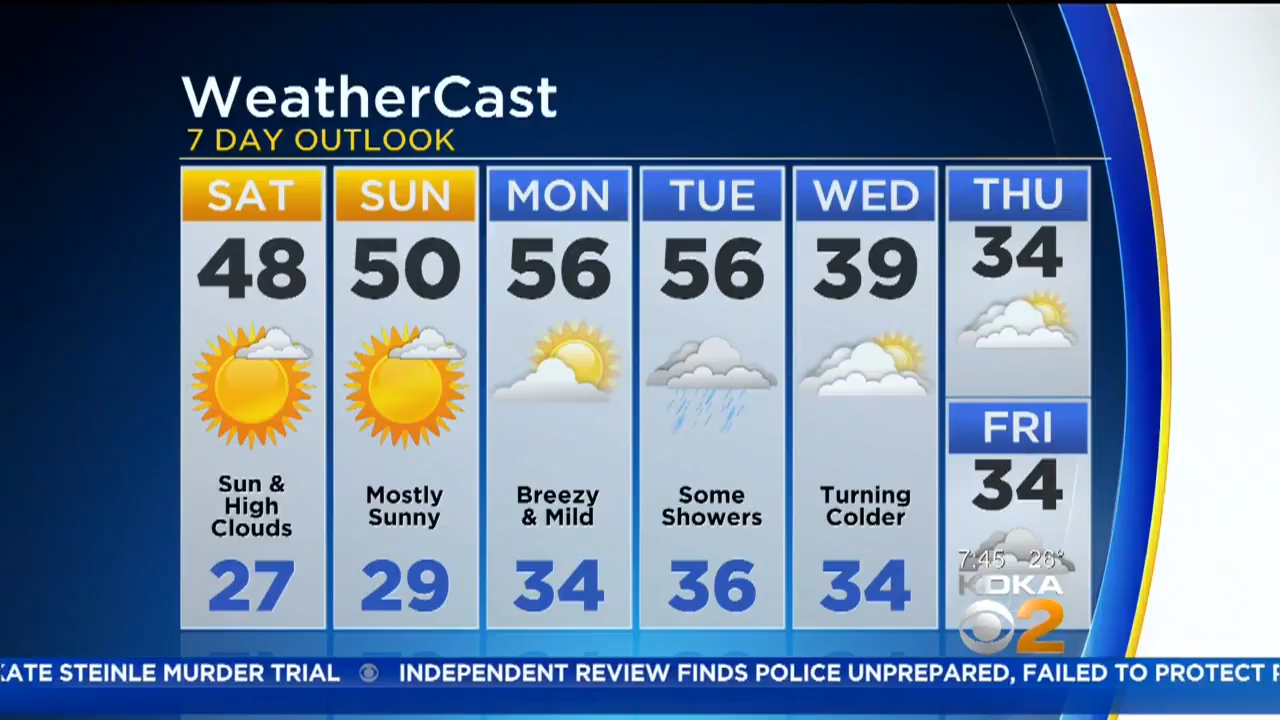 WeatherCast
7 DAY OUTLOOK
SAT
48
Sun &
High
Clouds
27
SUN
50
Mostly
Sunny
29
MON
56
Breezy
& Mild
34
TUE
56
Some
Showers
36
WED
39
Turning
Colder
34
THU
34
FRI
34
7:45 26°
KDKA
2
KATE STEINLE MURDER TRIAL INDEPENDENT REVIEW FINDS POLICE UNPREPARED, FAILED TO PROTECT